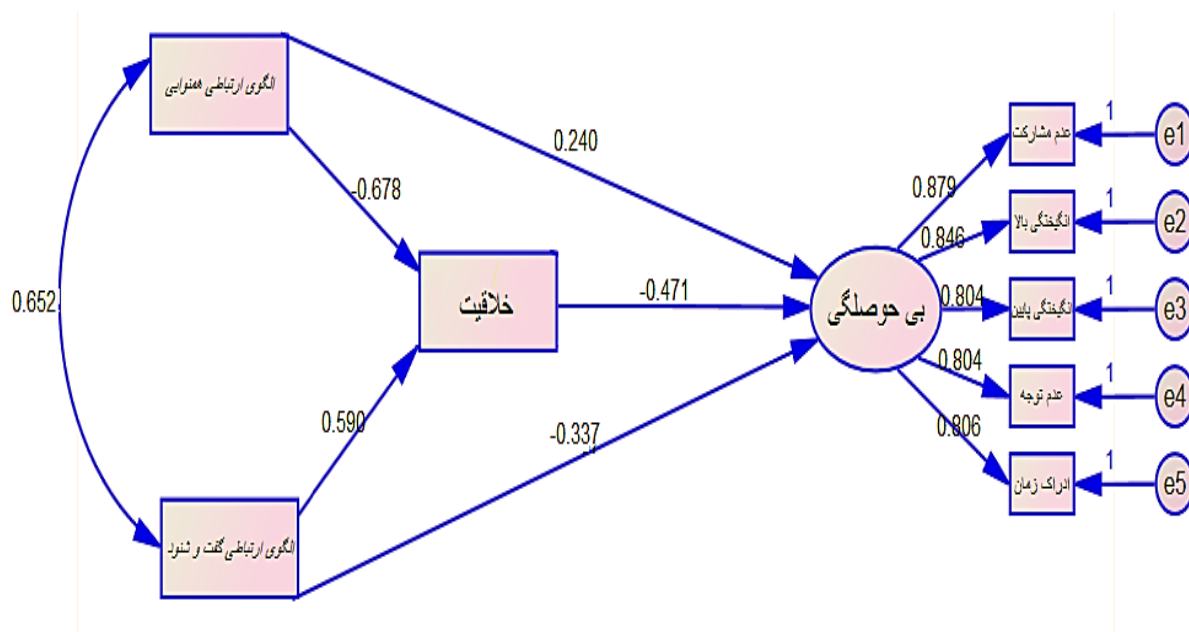 الگوی ارتباطی همنوایی
0.240
-0.678
0.652
خلاقیت
-0.471
بی حوصلگی
0.590
-0.337
الگوی ارتباطی گفت و شنود
0.879
عدم مشارکت
1
e1
0.846
انگیختگی بالا
1
e2
0.804
انگیختگی پایین
1
e3
0.804
عدم توجه
1
e4
0.806
ادراک زمان
1
e5